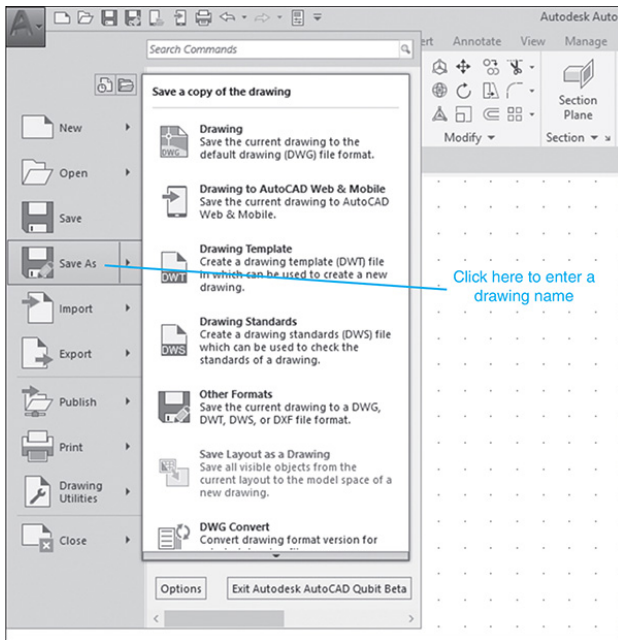 A
Autodesk Auto
Search Commands
ert Annotate View Manage
Save a copy of the drawing
New
Open
Save
Save As
Import
Export
Publish
Print
Drawing
Utilities
Close
Drawing
Save the current drawing to the
default drawing (DWG) file format.
DWG
Drawing to AutoCAD Web & Mobile
Save the current drawing to AutoCAD
Web & Mobile.
Drawing Template
Create a drawing template (DWT) file
in which can be used to create a new
drawing.
DWT
Drawing Standards
Create a drawing standards (DWS) file
which can be used to check the
standards of a drawing.
DWS
Other Formats
Save the current drawing to a DWG,
DWT, DWS, or DXF file format.
Save Layout as a Drawing
Save all visible objects from the
current layout to the model space of a
new drawing.
DWG Convert
Convert drawing format version for
Options
Exit Autodesk AutoCAD Qubit Beta
Section
Plane
Modify
Section
Click here to enter a
drawing name